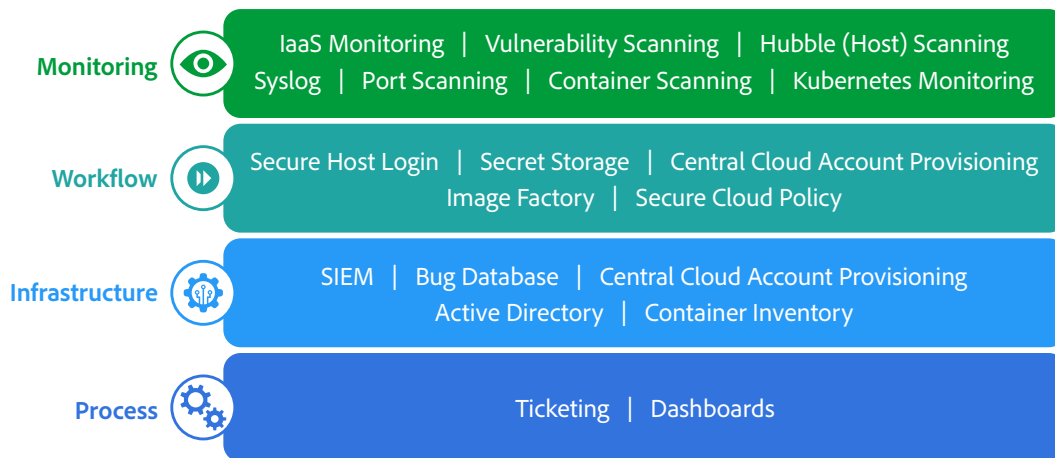 Monitoring
IaaS Monitoring | Vulnerability Scanning | Hubble (Host) Scanning
Syslog | Port Scanning | Container Scanning | Kubernetes Monitoring
Workflow
Secure Host Login | Secret Storage | Central Cloud Account Provisioning
Image Factory | Secure Cloud Policy
Infrastructure
SIEM | Bug Database | Central Cloud Account Provisioning
Active Directory | Container Inventory
Process
Ticketing | Dashboards